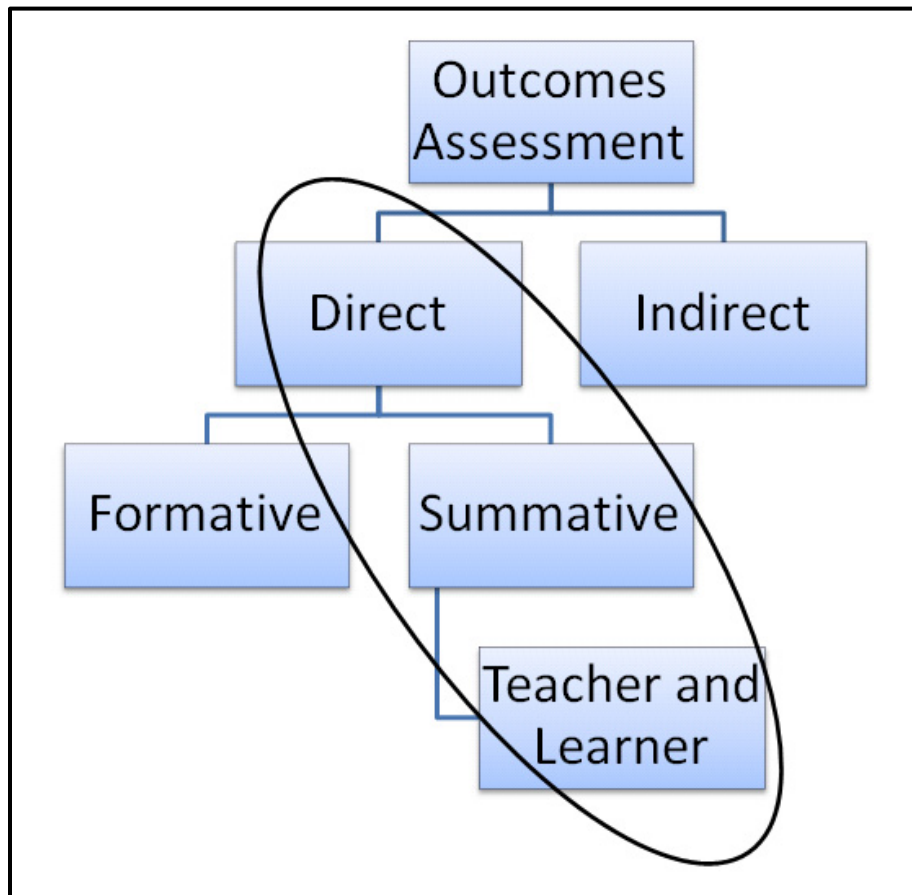 Outcomes
Assessment
Direct
Indirect
Formative
Summative
Teacher and
Learner